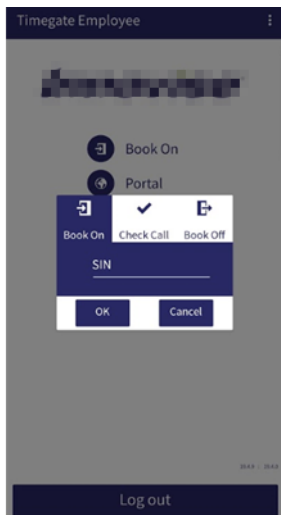 Timegate Employee
Book On
Portal
Book On Check Call Book Off
SIN
OK Cancel
Log out